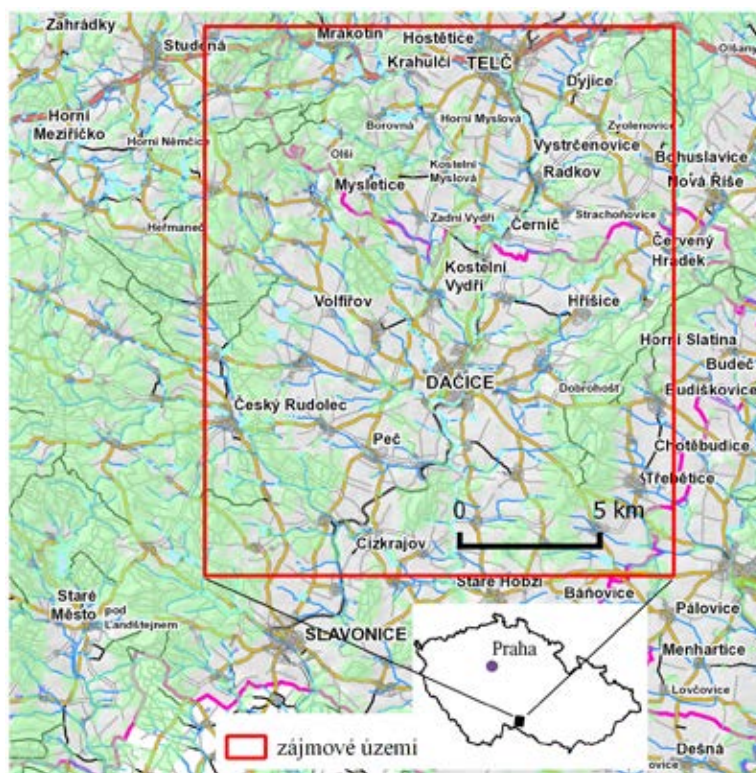 Zahrádky
Studená
Mrákotín
Hostětice
Krahulčí
TELČ
Olšany
Dyjice
Horní
Meziříčko
Horní Němčice
Borovná
Horní Myslová
Zvolenovice
Vystrčenovice
Olší
Kostelní
Myslová
Bohuslavice
Mysletice
Radkov
Nová Říše
Zadní Vydří
Strachoňovice
Heřmaneč
Černíč
Červený
Hrádek
Kostelní
Vydří
Volfířov
Hříšice
Horní Slatina
Budeč
DAČICE
Dobrohošť
Budíškovice
Český Rudolec
Peč
Chotěbudice
Třebětice
0
5 km
Cizkrajov
Staré
Město
pod
Landštejnem
Staré Hobzí
Báňovice
Pálovice
SLAVONICE
Praha
Menhartice
Lovčovice
Dešná
zájmové území